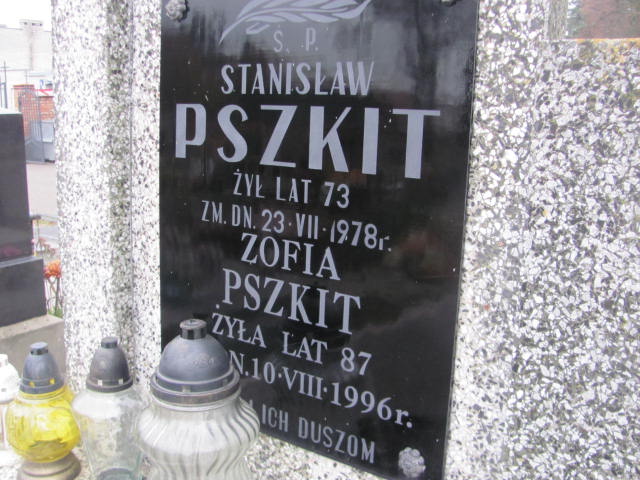 Ś. P.
STANISŁAW
PSZKIT
ŻYŁ LAT 73
ZM. DN. 23·VII·1978r.
ZOFIA
PSZKIT
ŻYŁA LAT 87
N. 10·VIII·1996r.
ICH DUSZOM